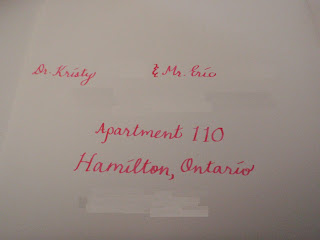 Dr. Kristy & Mr. Eric
Apartment 110
Hamilton, Ontario